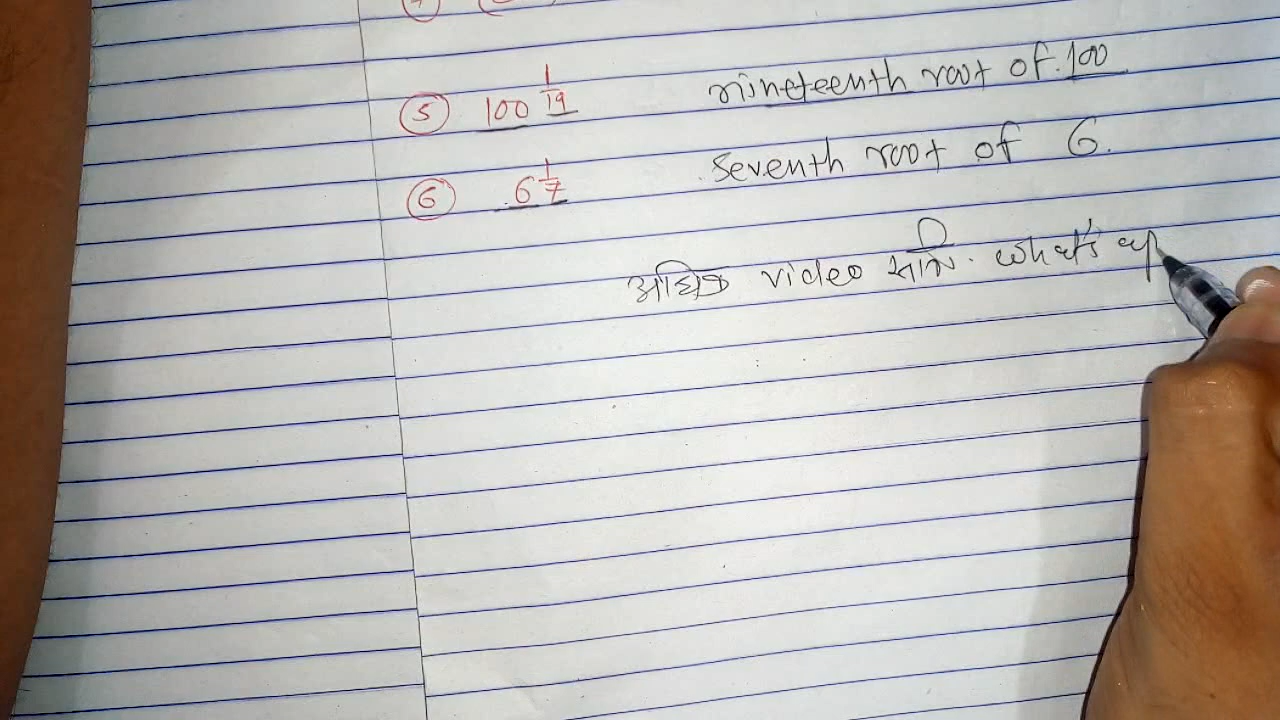 ⑤ 100^(1/19) nineteenth root of 100
⑥ 6^(1/7) seventh root of 6.
अधिक video what's ap